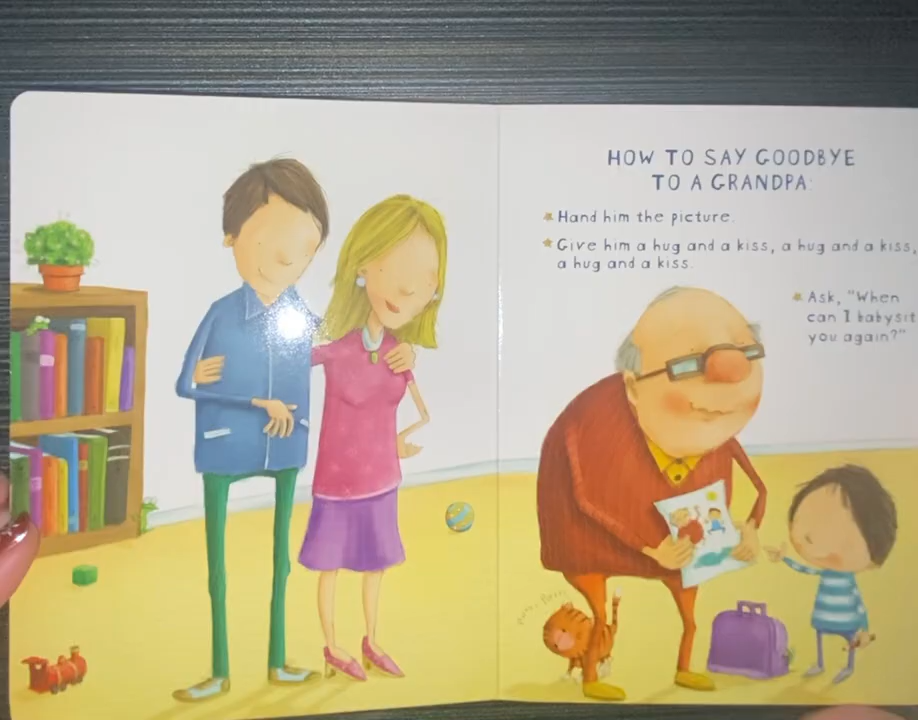 HOW TO SAY GOODBYE
TO A GRANDPA:
Hand him the picture.
Give him a hug and a kiss, a hug and a kiss,
a hug and a kiss.
Ask, "When
can I babysit
you again?"